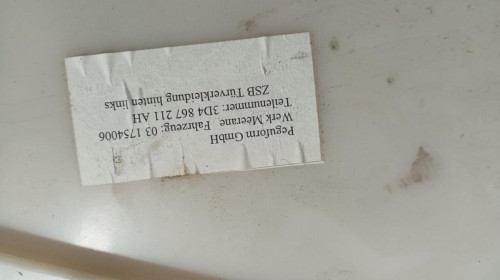 Peguform GmbH
Werk Meerane Fahrzeug: 03 1754006
Teilenummer: 3D4 867 211 AH
ZSB Türverkleidung hinten links